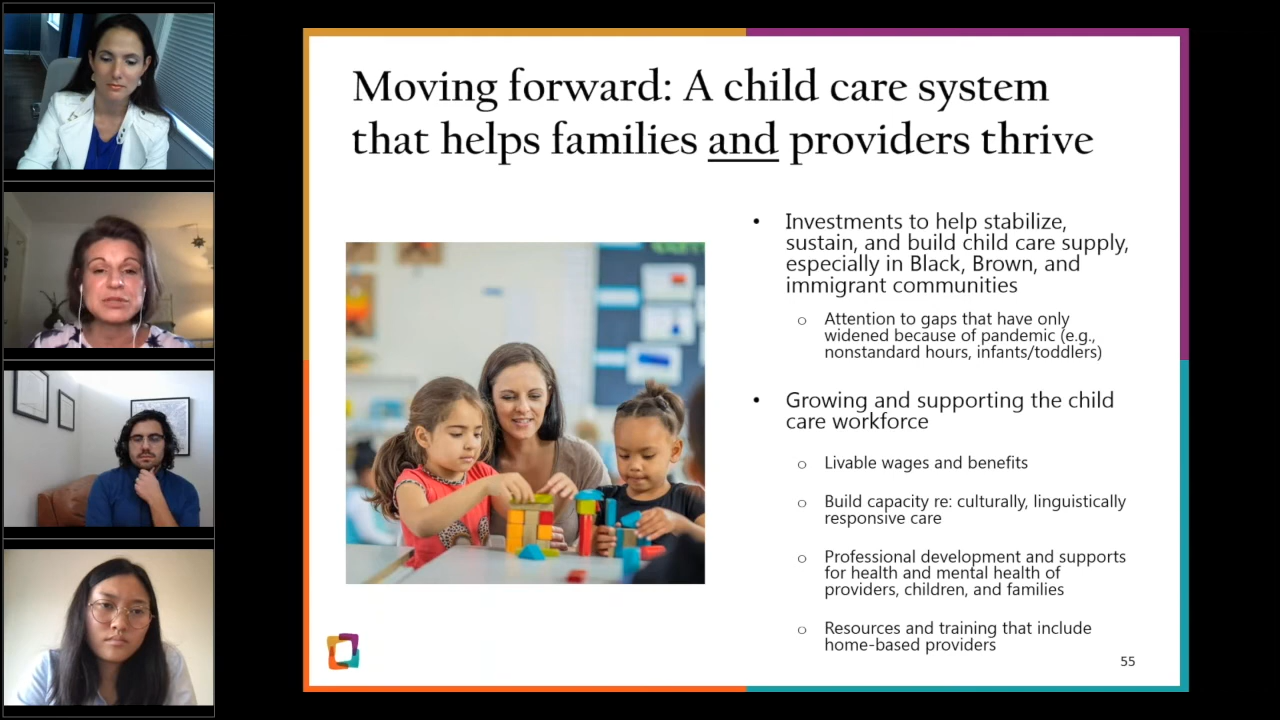 Moving forward: A child care system
that helps families and providers thrive
• Investments to help stabilize,
sustain, and build child care supply,
especially in Black, Brown, and
immigrant communities
o Attention to gaps that have only
widened because of pandemic (e.g.,
nonstandard hours, infants/toddlers)
• Growing and supporting the child
care workforce
o Livable wages and benefits
o Build capacity re: culturally, linguistically
responsive care
o Professional development and supports
for health and mental health of
providers, children, and families
o Resources and training that include
home-based providers
55